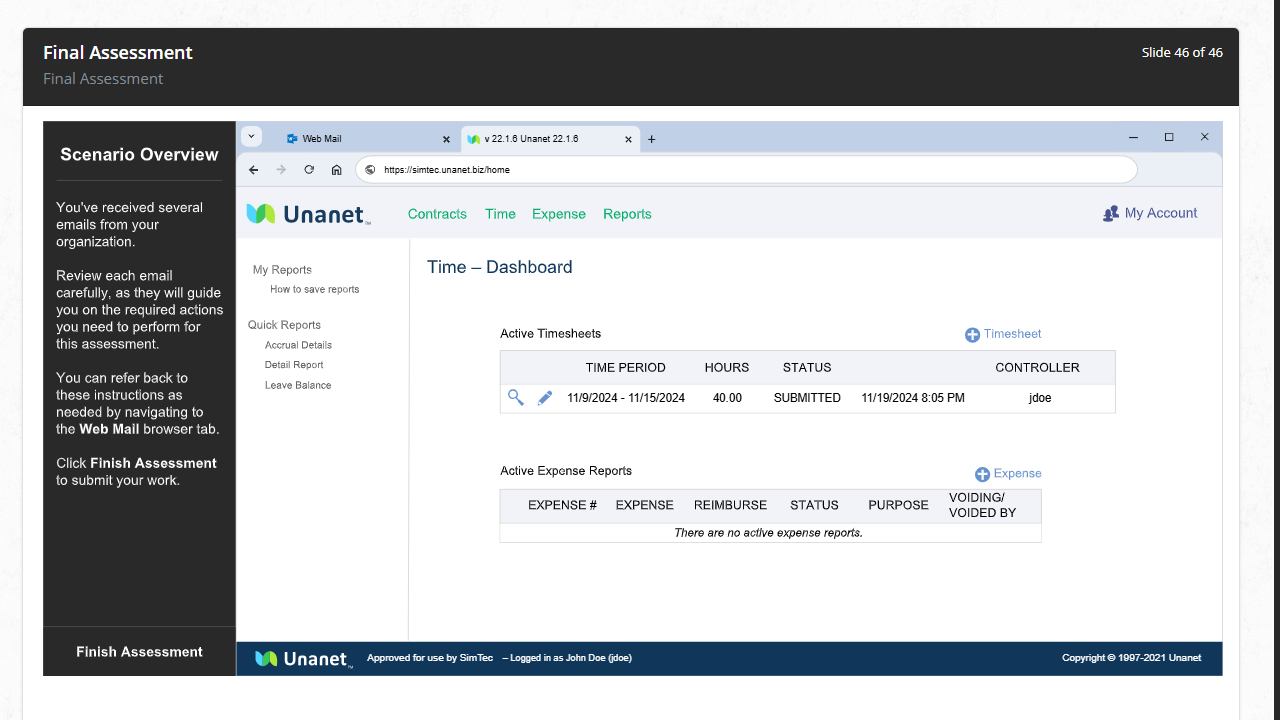 Final Assessment
Slide 46 of 46
Final Assessment
Scenario Overview
You've received several
emails from your
organization.
Review each email
carefully, as they will guide
you on the required actions
you need to perform for
this assessment.
You can refer back to
these instructions as
needed by navigating to
the Web Mail browser tab.
Click Finish Assessment
to submit your work.
Finish Assessment
Web Mail
v 22.1.6 Unanet 22.1.6
https://simtec.unanet.biz/home
Unanet™
Contracts Time Expense Reports
My Account
My Reports
How to save reports
Quick Reports
Accrual Details
Detail Report
Leave Balance
Time – Dashboard
Active Timesheets
Timesheet
TIME PERIOD HOURS STATUS CONTROLLER
11/9/2024 - 11/15/2024 40.00 SUBMITTED 11/19/2024 8:05 PM jdoe
Active Expense Reports
Expense
EXPENSE # EXPENSE REIMBURSE STATUS PURPOSE VOIDING/
VOIDED BY
There are no active expense reports.
Unanet™ Approved for use by SimTec – Logged in as John Doe (jdoe) Copyright © 1997-2021 Unanet